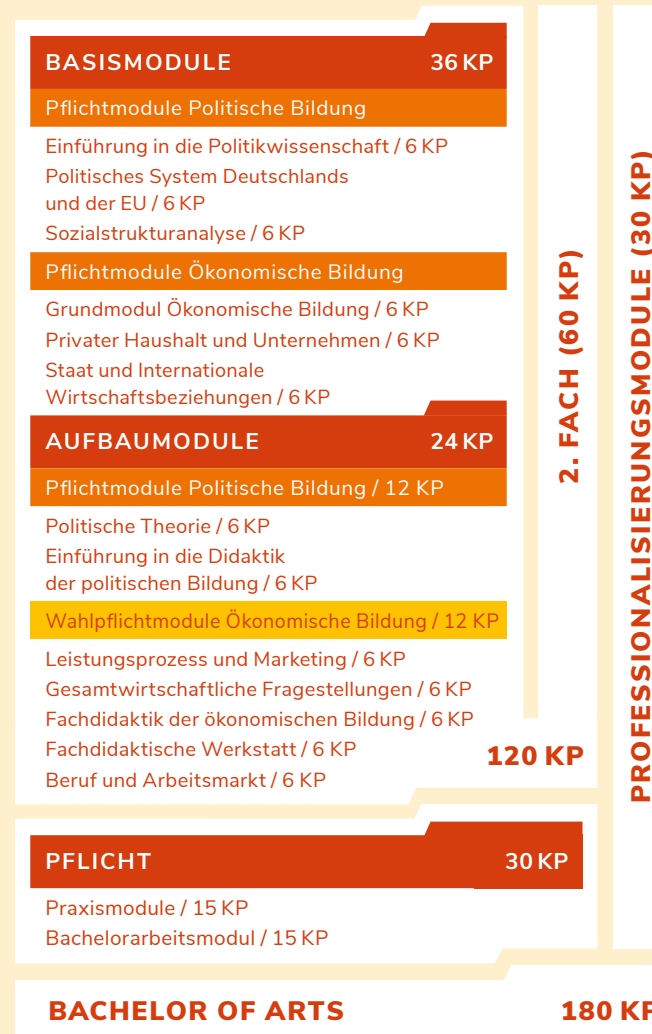 BASISMODULE 36 KP
Pflichtmodule Politische Bildung
Einführung in die Politikwissenschaft / 6 KP
Politisches System Deutschlands
und der EU / 6 KP
Sozialstrukturanalyse / 6 KP
Pflichtmodule Ökonomische Bildung
Grundmodul Ökonomische Bildung / 6 KP
Privater Haushalt und Unternehmen / 6 KP
Staat und Internationale
Wirtschaftsbeziehungen / 6 KP
AUFBAUMODULE 24 KP
Pflichtmodule Politische Bildung / 12 KP
Politische Theorie / 6 KP
Einführung in die Didaktik
der politischen Bildung / 6 KP
Wahlpflichtmodule Ökonomische Bildung / 12 KP
Leistungsprozess und Marketing / 6 KP
Gesamtwirtschaftliche Fragestellungen / 6 KP
Fachdidaktik der ökonomischen Bildung / 6 KP
Fachdidaktische Werkstatt / 6 KP
Beruf und Arbeitsmarkt / 6 KP
120 KP
2. FACH (60 KP)
PROFESSIONALISIERUNGSMODULE (30 KP)
PFLICHT 30 KP
Praxismodule / 15 KP
Bachelorarbeitsmodul / 15 KP
BACHELOR OF ARTS 180 KP